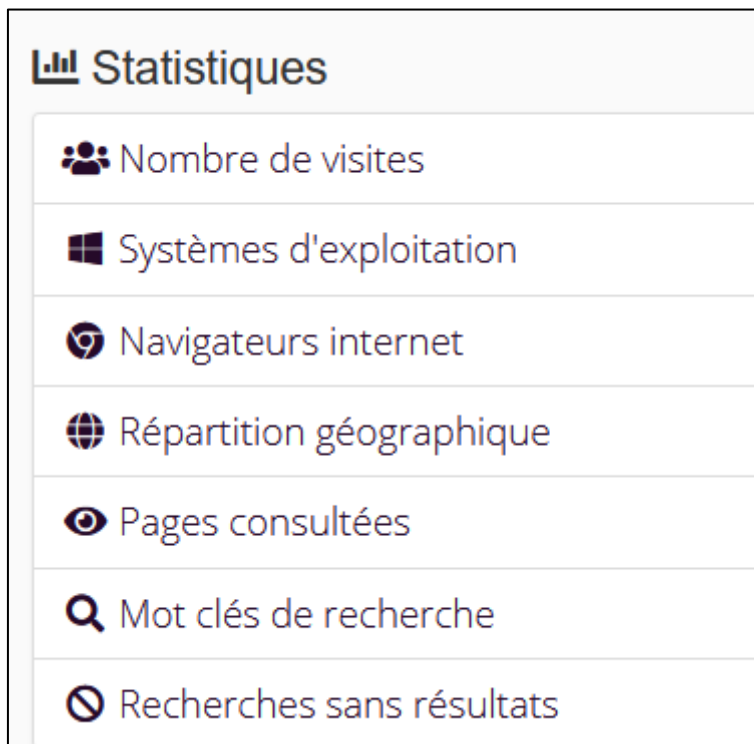 Statistiques
Nombre de visites
Systèmes d'exploitation
Navigateurs internet
Répartition géographique
Pages consultées
Mot clés de recherche
Recherches sans résultats